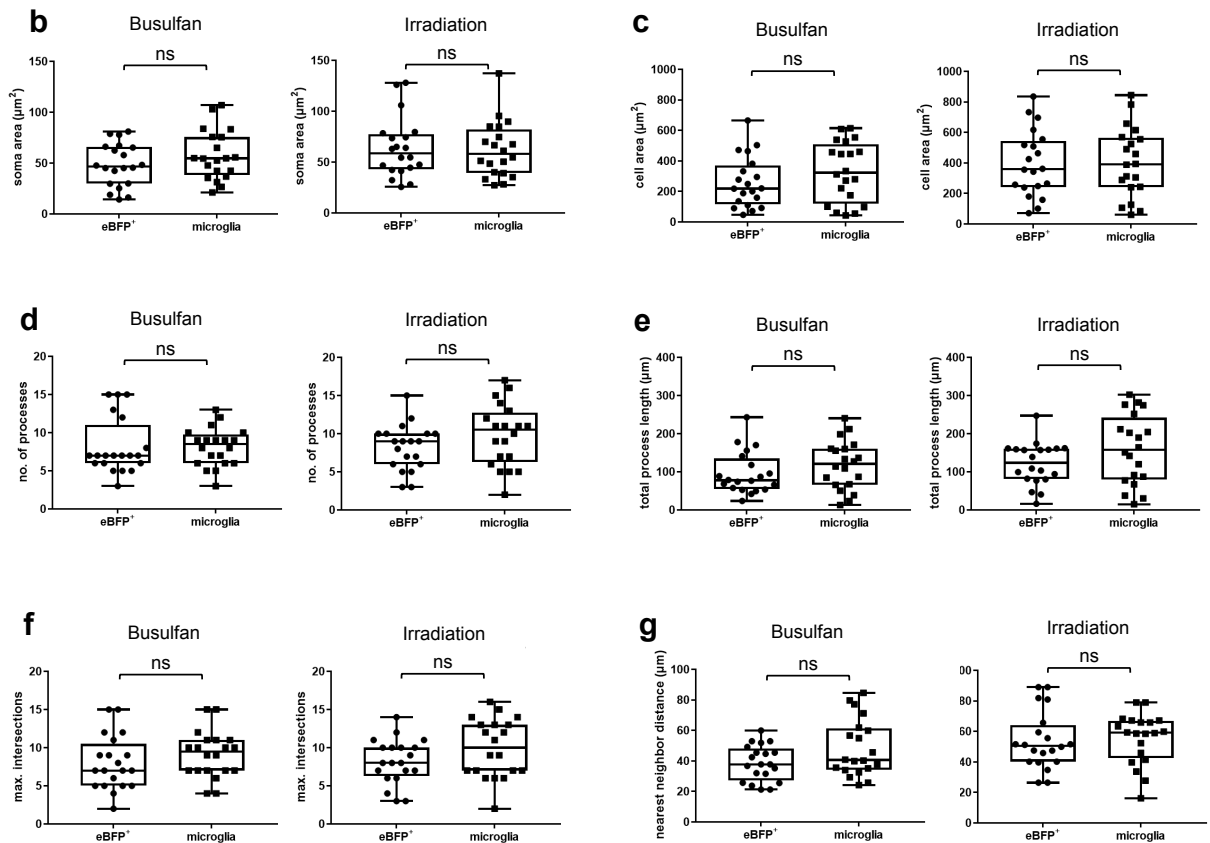 b
Busulfan
Irradiation
ns
ns
soma area (µm²)
150
100
50
0
eBFP⁺
microglia
soma area (µm²)
150
100
50
0
eBFP⁺
microglia
c
Busulfan
Irradiation
ns
ns
cell area (µm²)
1000
800
600
400
200
0
eBFP⁺
microglia
cell area (µm²)
1000
800
600
400
200
0
eBFP⁺
microglia
d
Busulfan
Irradiation
ns
ns
no. of processes
20
15
10
5
0
eBFP⁺
microglia
no. of processes
20
15
10
5
0
eBFP⁺
microglia
e
Busulfan
Irradiation
ns
ns
total process length (µm)
400
300
200
100
0
eBFP⁺
microglia
total process length (µm)
400
300
200
100
0
eBFP⁺
microglia
f
Busulfan
Irradiation
ns
ns
max. intersections
20
15
10
5
0
eBFP⁺
microglia
max. intersections
20
15
10
5
0
eBFP⁺
microglia
g
Busulfan
Irradiation
ns
ns
nearest neighbor distance (µm)
100
80
60
40
20
0
eBFP⁺
microglia
80
60
40
20
0
eBFP⁺
microglia